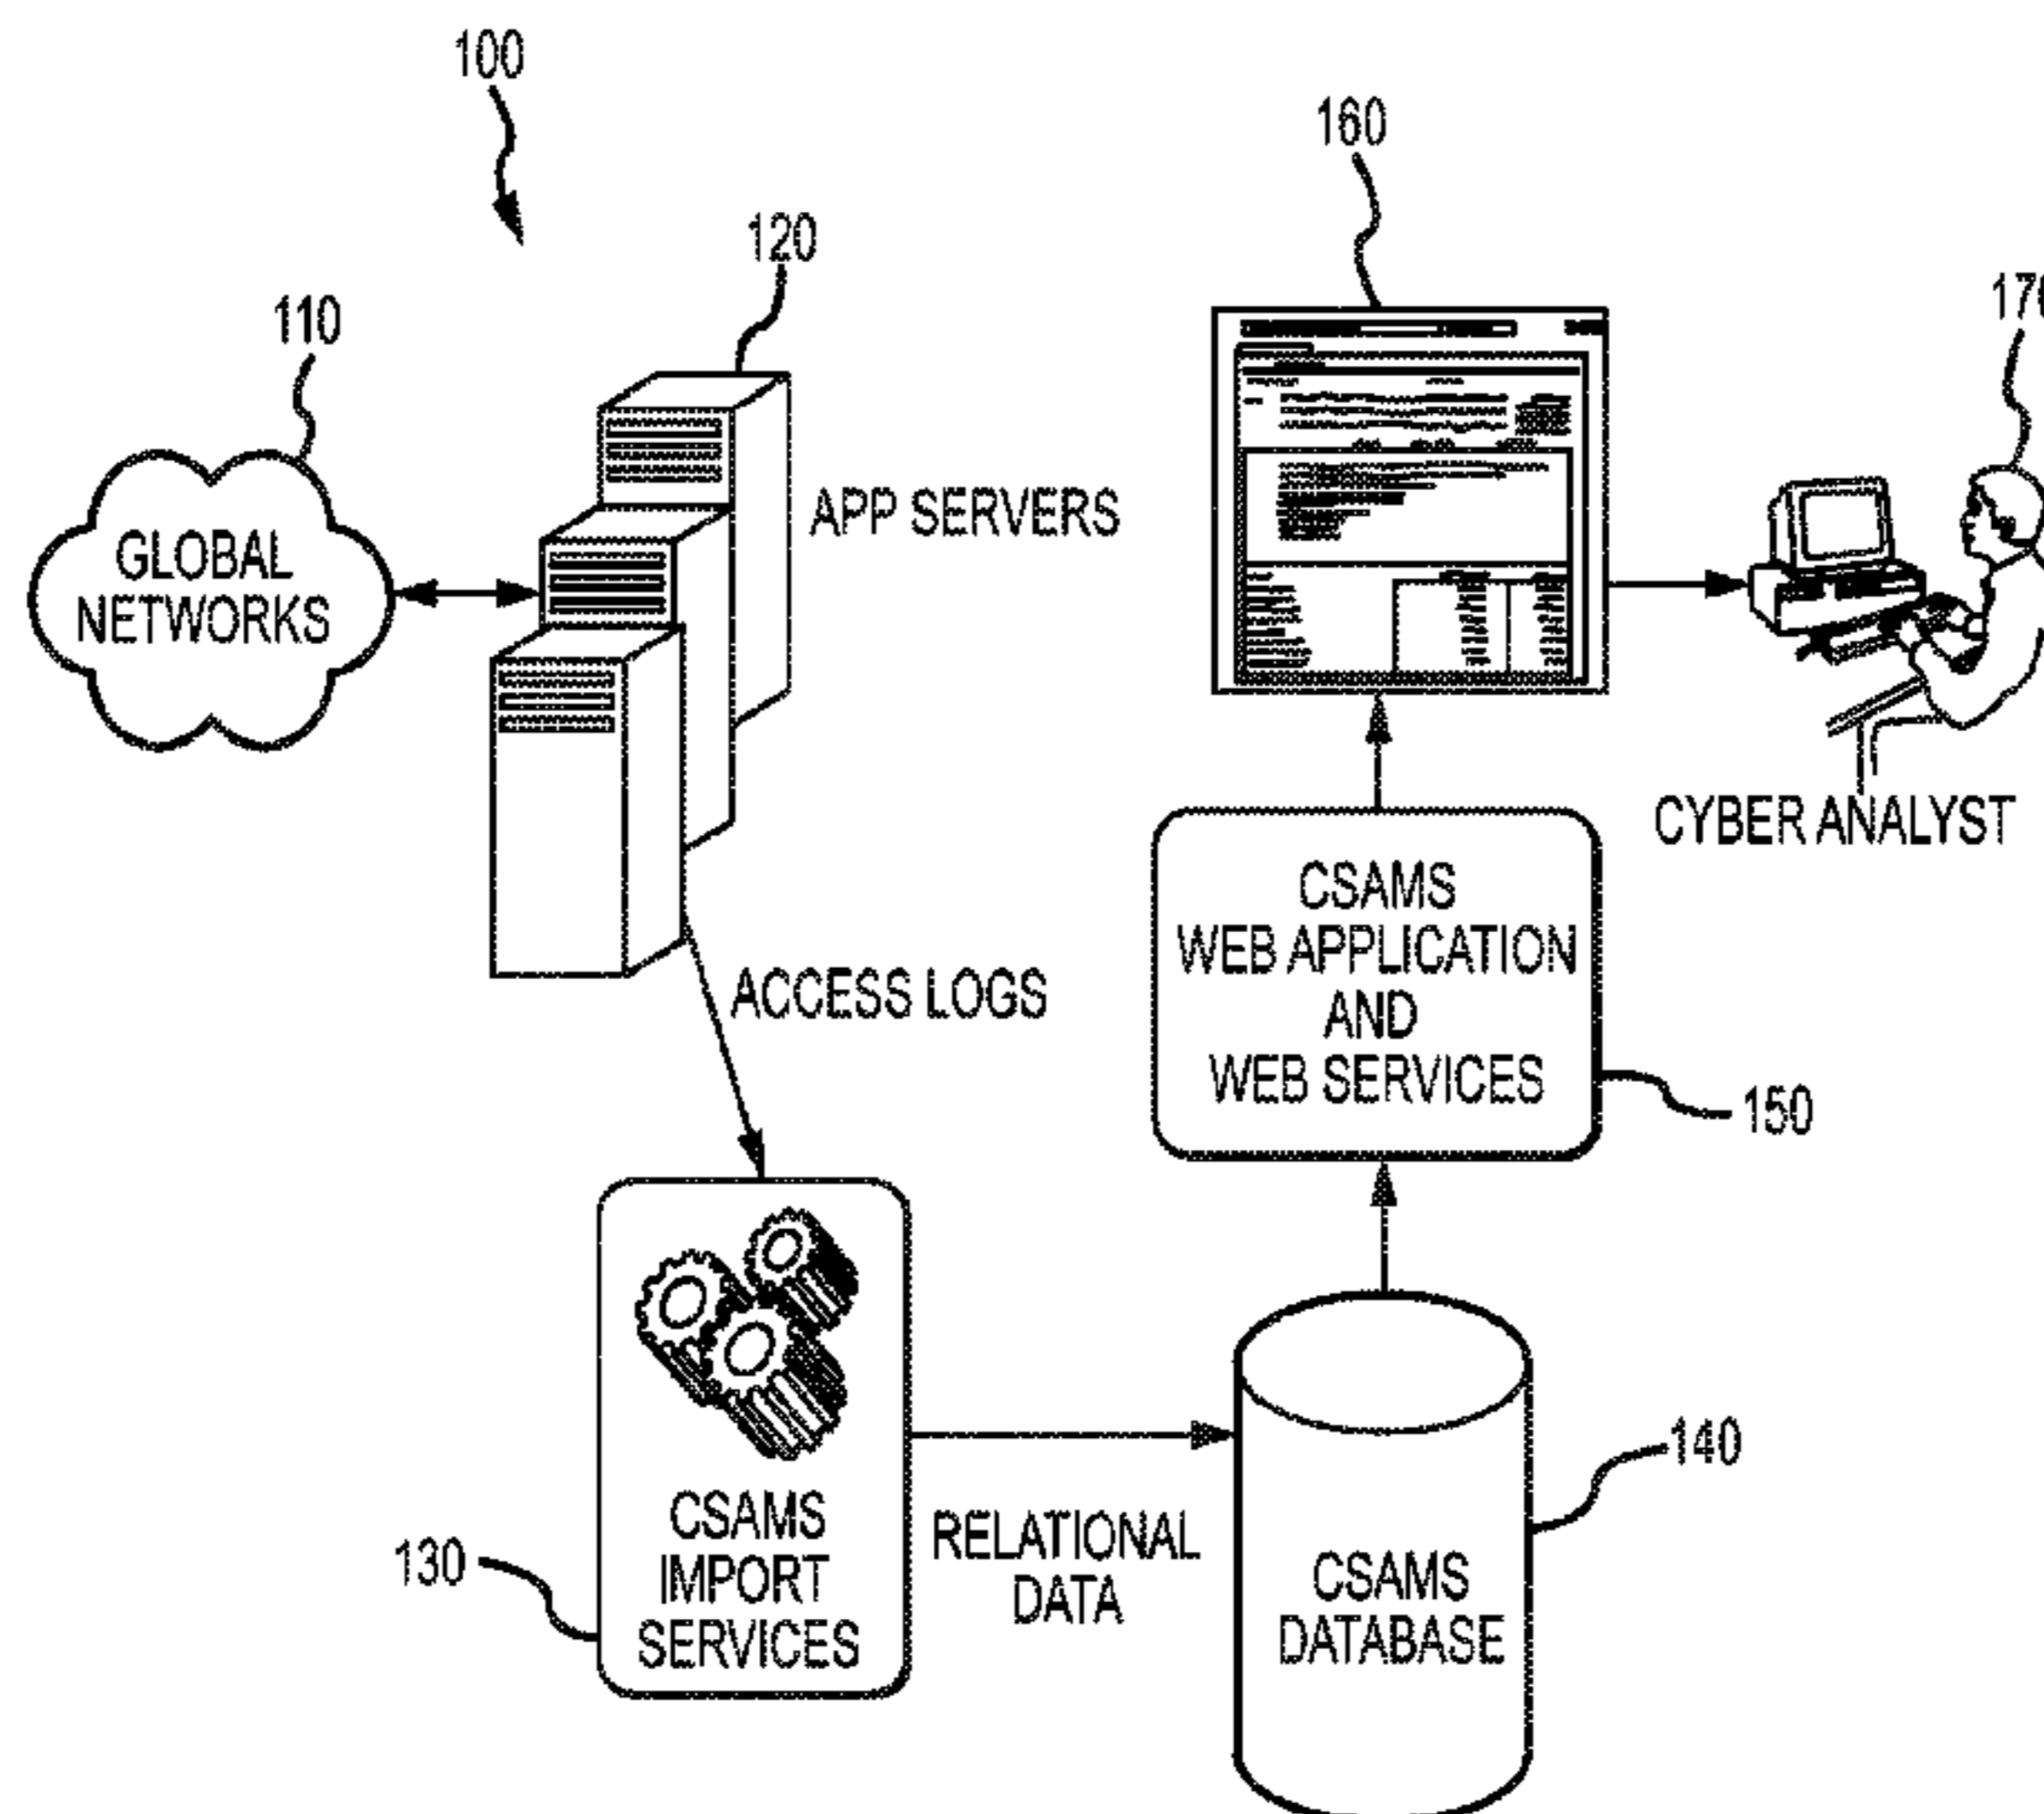 100
160
120
170
110
APP SERVERS
GLOBAL
NETWORKS
CYBER ANALYST
CSAMS
WEB APPLICATION
AND
WEB SERVICES
ACCESS LOGS
150
140
CSAMS
IMPORT
SERVICES
130
RELATIONAL
DATA
CSAMS
DATABASE